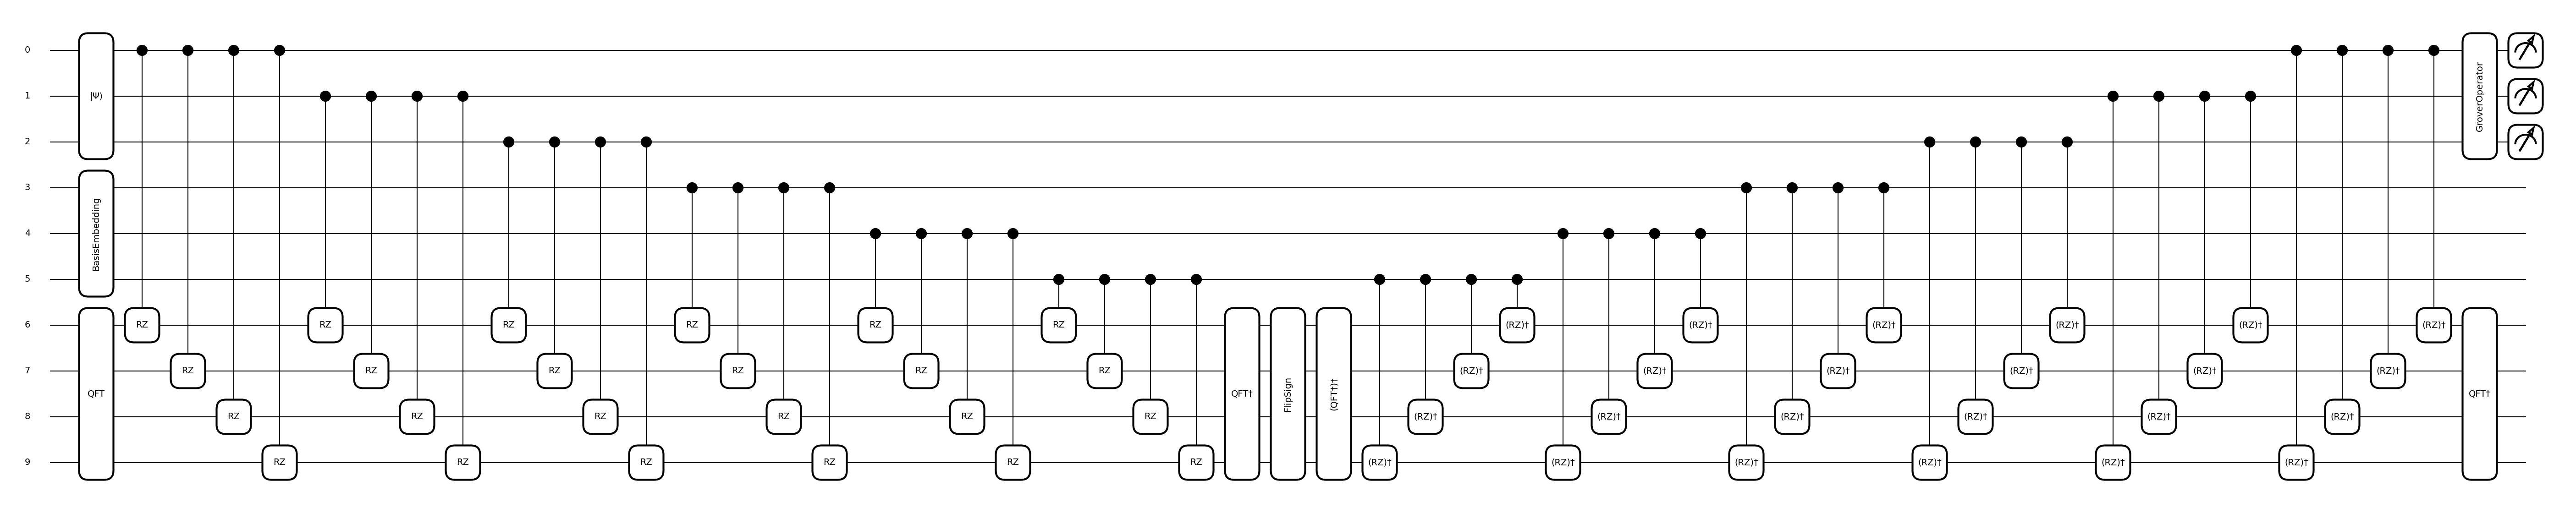 0
1 |Ψ⟩ GroverOperator
2
3
4 BasisEmbedding
5
6 RZ RZ RZ RZ RZ RZ (RZ)† (RZ)† (RZ)† (RZ)† (RZ)† (RZ)†
7 RZ RZ RZ RZ RZ RZ (RZ)† (RZ)† (RZ)† (RZ)† (RZ)† (RZ)†
QFT QFT† FlipSign (QFT†)† QFT†
8 RZ RZ RZ RZ RZ RZ (RZ)† (RZ)† (RZ)† (RZ)† (RZ)† (RZ)†
9 RZ RZ RZ RZ RZ RZ (RZ)† (RZ)† (RZ)† (RZ)† (RZ)† (RZ)†